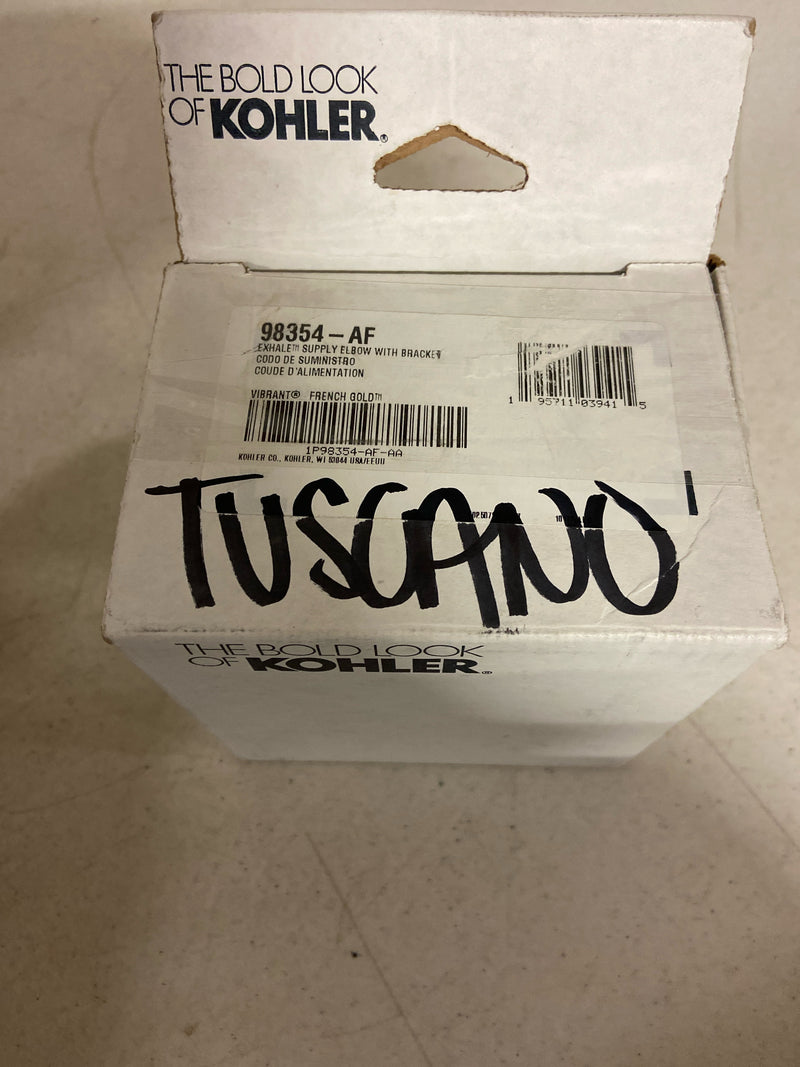 THE BOLD LOOK
OF KOHLER®
98354-AF
EXHALE™ SUPPLY ELBOW WITH BRACKET
CODO DE SUMINISTRO
COUDE D'ALIMENTATION
VIBRANT® FRENCH GOLD™
1P98354-AF-AA
KOHLER CO., KOHLER, WI 53044 USA/EEUU
1 95711 03941 5
TUSCANO
THE BOLD LOOK
OF KOHLER®